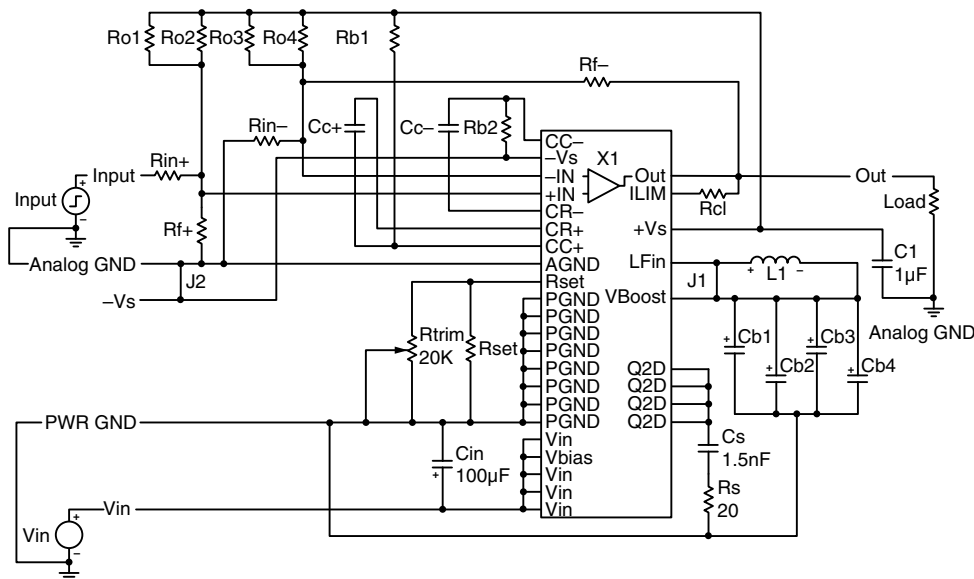 Ro1 Ro2 Ro3 Ro4 Rb1
Rf–
Cc+ Cc– Rb2
Rin–
CC–
–Vs X1
Input Rin+ –IN Out Out
+IN ILIM
Input Rcl Load
CR–
Rf+ CR+ +Vs
CC+ C1
Analog GND AGND LFin L1 1µF
J2 Rset J1
–Vs PGND VBoost
PGND Analog GND
Rtrim PGND Cb1 Cb3
20K Rset PGND
PGND Q2D Cb2 Cb4
PGND Q2D
PGND Q2D
PWR GND PGND Q2D
Vin Cs
Cin Vbias 1.5nF
100µF Vin
Vin Rs
Vin Vin 20
Vin